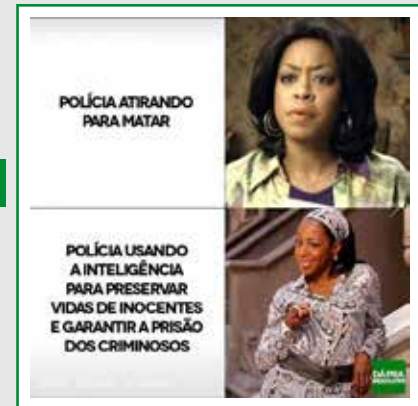 POLÍCIA ATIRANDO
PARA MATAR
POLÍCIA USANDO
A INTELIGÊNCIA
PARA PRESERVAR
VIDAS DE INOCENTES
E GARANTIR A PRISÃO
DOS CRIMINOSOS